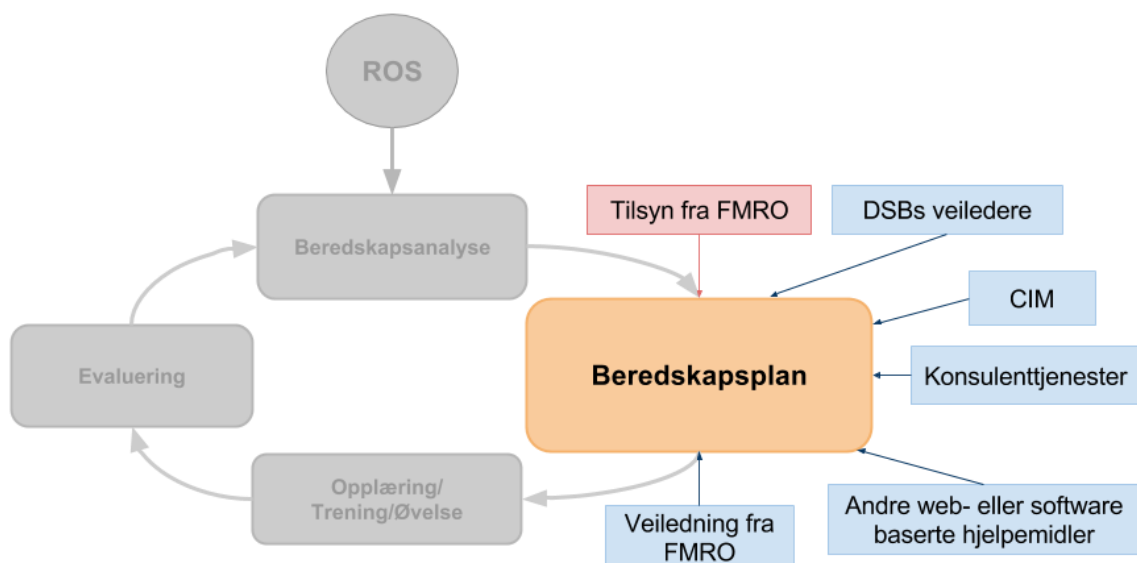 ROS
Tilsyn fra FMRO
DSBs veiledere
Beredskapsanalyse
CIM
Beredskapsplan
Konsulenttjenester
Evaluering
Opplæring/
Trening/Øvelse
Veiledning fra
FMRO
Andre web- eller software
baserte hjelpemidler